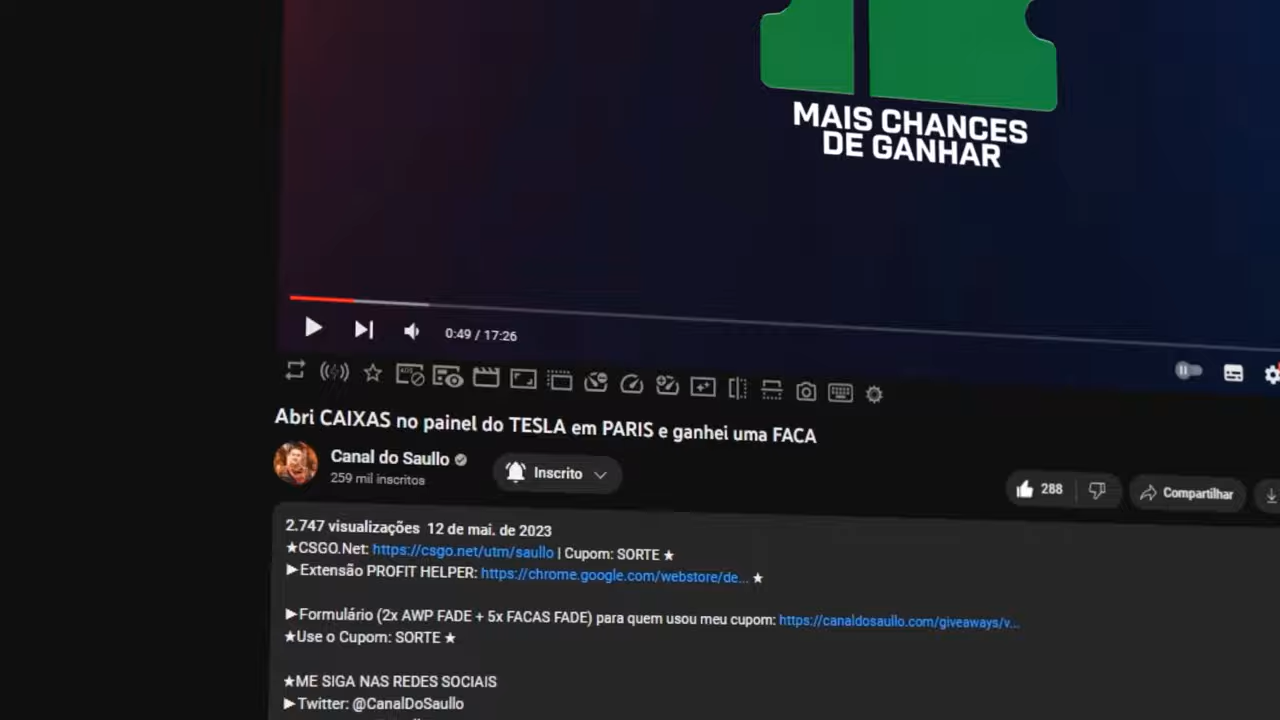 MAIS CHANCES
DE GANHAR
0:49 / 17:26
Abri CAIXAS no painel do TESLA em PARIS e ganhei uma FACA
Canal do Saullo
259 mil inscritos
Inscrito
288
Compartilhar
2.747 visualizações 12 de mai. de 2023
★CSGO.Net: https://csgo.net/utm/saullo | Cupom: SORTE ★
▶Extensão PROFIT HELPER: https://chrome.google.com/webstore/de... ★
▶Formulário (2x AWP FADE + 5x FACAS FADE) para quem usou meu cupom: https://canaldosaullo.com/giveaways/v...
★Use o Cupom: SORTE ★
★ME SIGA NAS REDES SOCIAIS
▶Twitter: @CanalDoSaullo